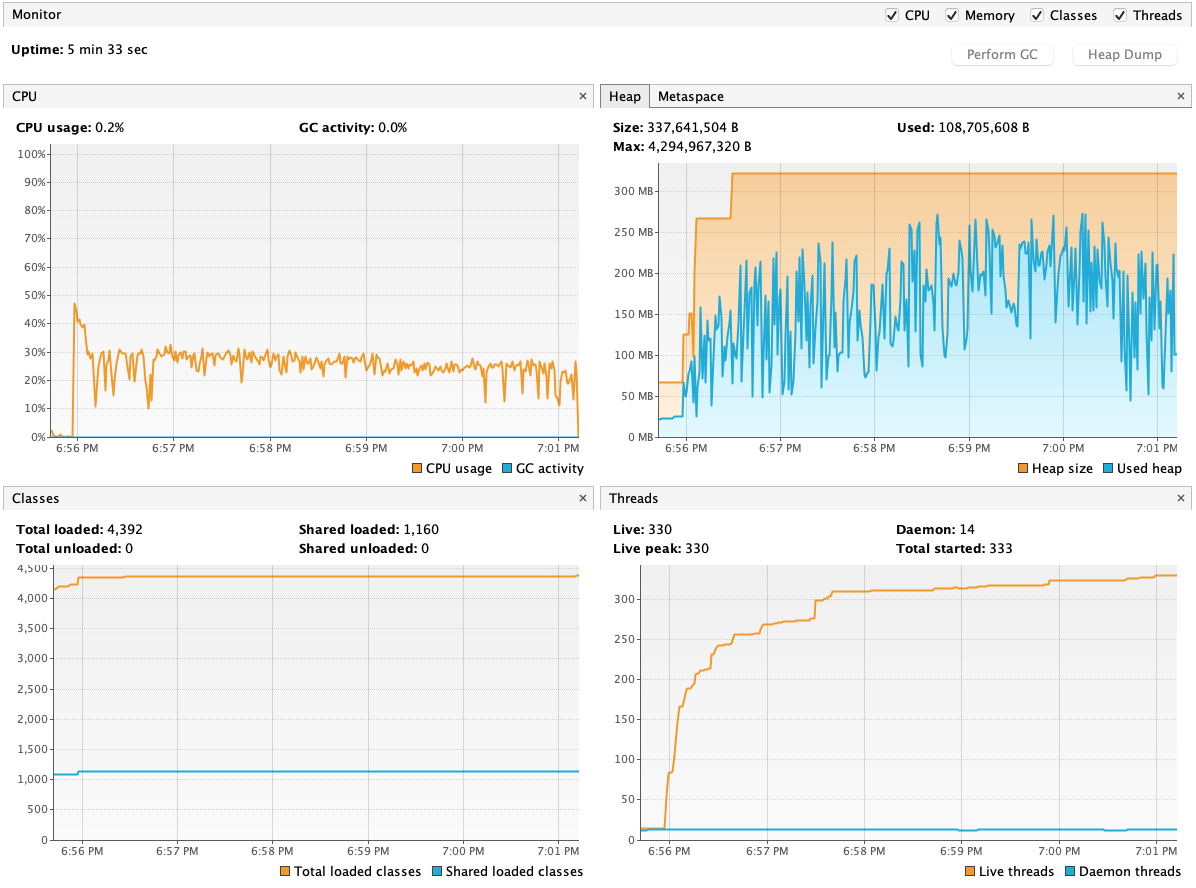 Monitor
CPU Memory Classes Threads
Uptime: 5 min 33 sec
Perform GC Heap Dump
CPU ×
CPU usage: 0.2% GC activity: 0.0%
100%
90%
80%
70%
60%
50%
40%
30%
20%
10%
0%
6:56 PM 6:57 PM 6:58 PM 6:59 PM 7:00 PM 7:01 PM
CPU usage GC activity
Heap Metaspace ×
Size: 337,641,504 B Used: 108,705,608 B
Max: 4,294,967,320 B
300 MB
250 MB
200 MB
150 MB
100 MB
50 MB
0 MB
6:56 PM 6:57 PM 6:58 PM 6:59 PM 7:00 PM 7:01 PM
Heap size Used heap
Classes ×
Total loaded: 4,392 Shared loaded: 1,160
Total unloaded: 0 Shared unloaded: 0
4,500
4,000
3,500
3,000
2,500
2,000
1,500
1,000
500
0
6:56 PM 6:57 PM 6:58 PM 6:59 PM 7:00 PM 7:01 PM
Total loaded classes Shared loaded classes
Threads ×
Live: 330 Daemon: 14
Live peak: 330 Total started: 333
300
250
200
150
100
50
0
6:56 PM 6:57 PM 6:58 PM 6:59 PM 7:00 PM 7:01 PM
Live threads Daemon threads